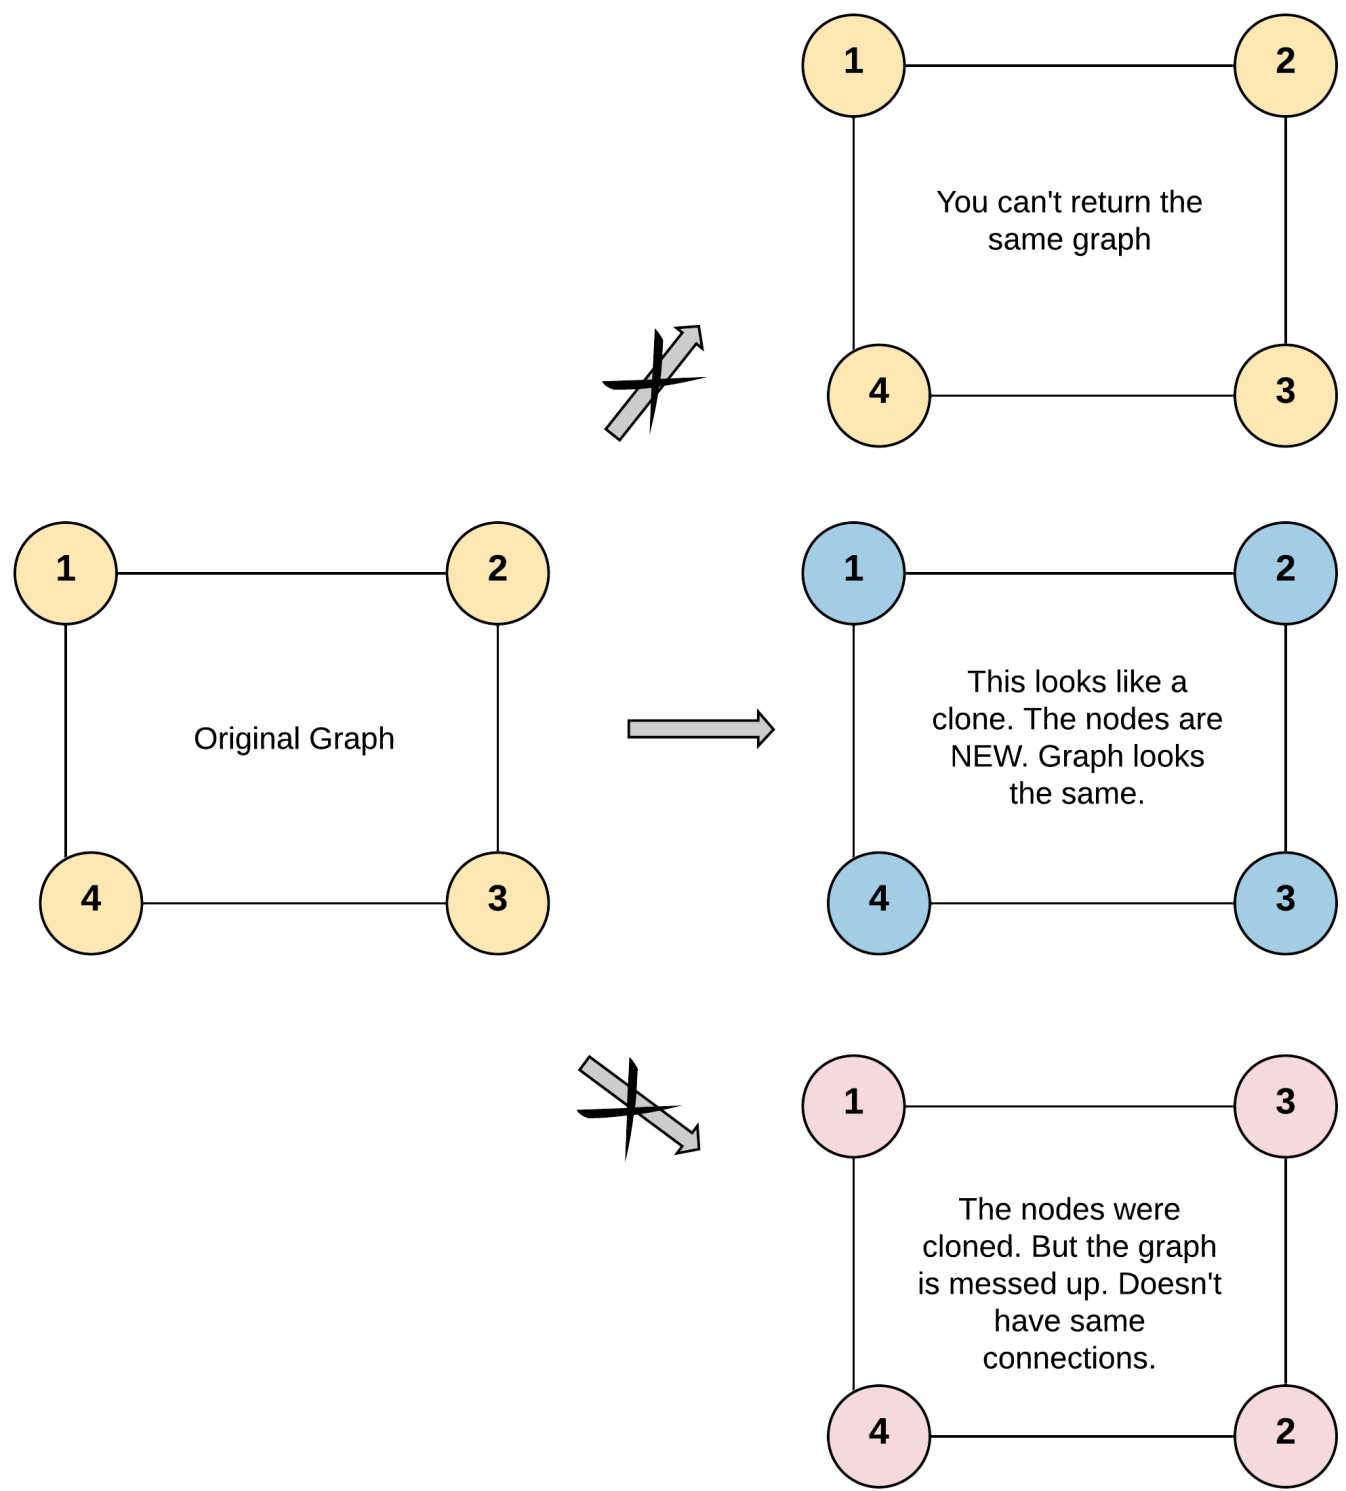 1
2
You can't return the
same graph
4
3
1
2
Original Graph
4
3
1
2
This looks like a
clone. The nodes are
NEW. Graph looks
the same.
4
3
1
3
The nodes were
cloned. But the graph
is messed up. Doesn't
have same
connections.
4
2